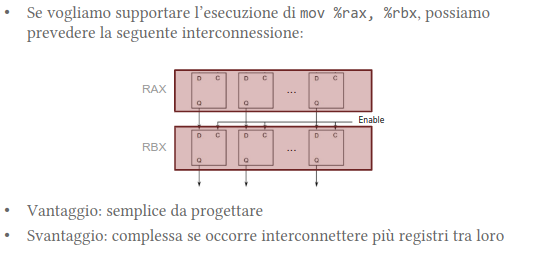 • Se vogliamo supportare l'esecuzione di mov %rax, %rbx, possiamo
prevedere la seguente interconnessione:
D C D C D C
RAX ...
Q Q Q
Enable
D C D C D C
RBX ...
Q Q Q
• Vantaggio: semplice da progettare
• Svantaggio: complessa se occorre interconnettere più registri tra loro